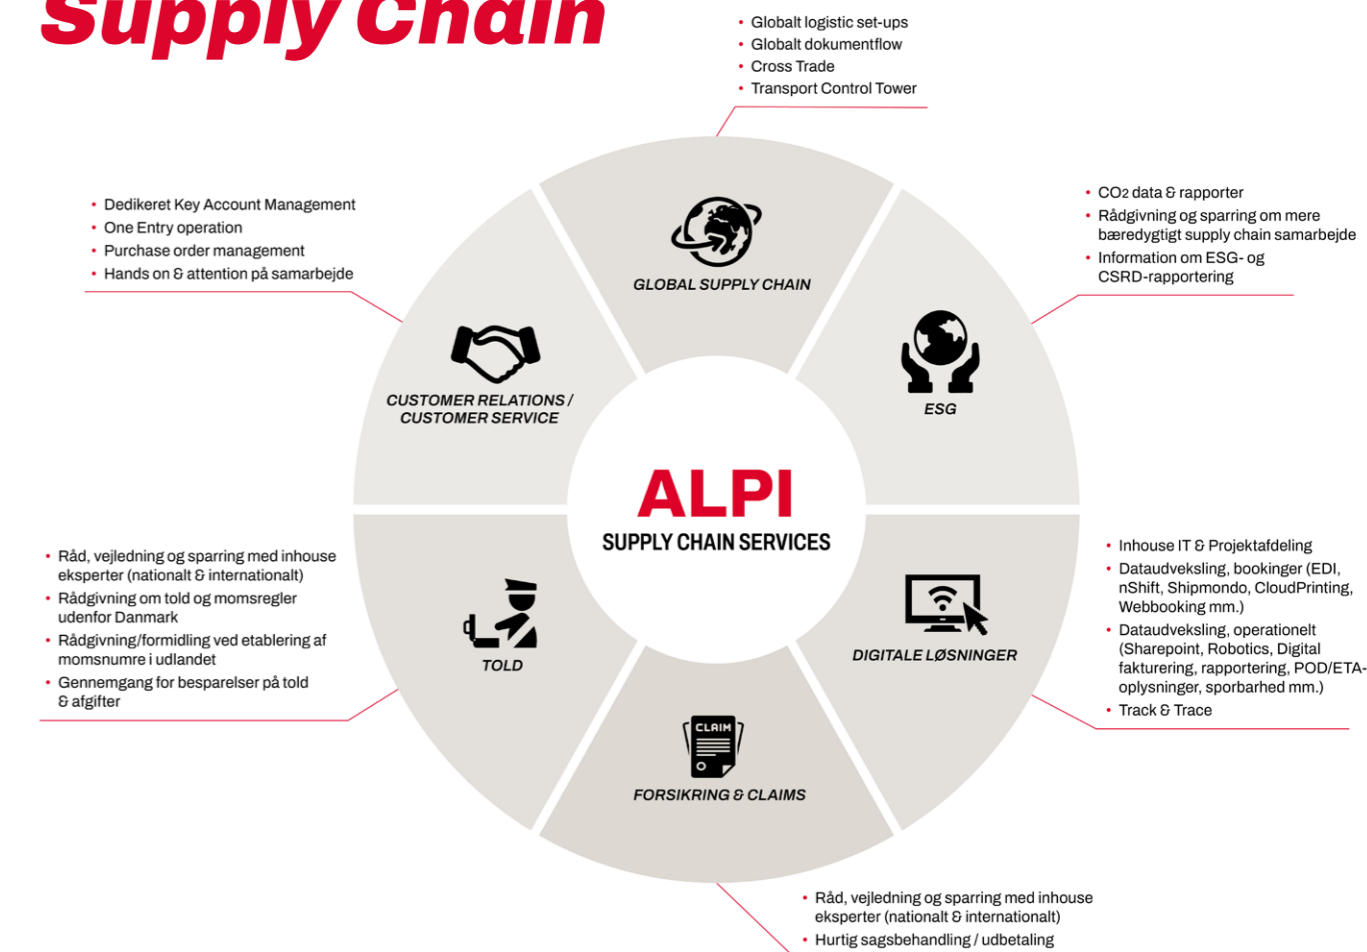 Supply Chain
• Globalt logistic set-ups
• Globalt dokumentflow
• Cross Trade
• Transport Control Tower
• Dedikeret Key Account Management
• One Entry operation
• Purchase order management
• Hands on & attention på samarbejde
• CO2 data & rapporter
• Rådgivning og sparring om mere
bæredygtigt supply chain samarbejde
• Information om ESG- og
CSRD-rapportering
GLOBAL SUPPLY CHAIN
CUSTOMER RELATIONS /
CUSTOMER SERVICE
ESG
ALPI
SUPPLY CHAIN SERVICES
• Råd, vejledning og sparring med inhouse
eksperter (nationalt & internationalt)
• Rådgivning om told og momsregler
udenfor Danmark
• Rådgivning/formidling ved etablering af
momsnumre i udlandet
• Gennemgang for besparelser på told
& afgifter
TOLD
DIGITALE LØSNINGER
• Inhouse IT & Projektafdeling
• Dataudveksling, bookinger (EDI,
nShift, Shipmondo, CloudPrinting,
Webbooking mm.)
• Dataudveksling, operationelt
(Sharepoint, Robotics, Digital
fakturering, rapportering, POD/ETA-
oplysninger, sporbarhed mm.)
• Track & Trace
CLAIM
FORSIKRING & CLAIMS
• Råd, vejledning og sparring med inhouse
eksperter (nationalt & internationalt)
• Hurtig sagsbehandling / udbetaling